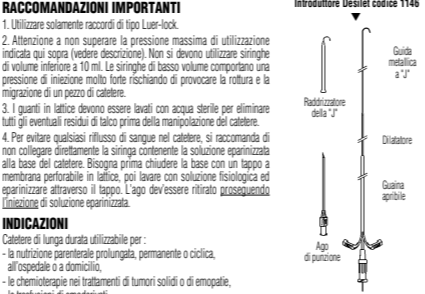 RACCOMANDAZIONI IMPORTANTI
1. Utilizzare solamente raccordi di tipo Luer-lock.
2. Attenzione a non superare la pressione massima di utilizzazione
indicata qui sopra (vedere descrizione). Non si devono utilizzare siringhe
di volume inferiore a 10 ml. Le siringhe di basso volume comportano una
pressione di iniezione molto forte rischiando di provocare la rottura e la
migrazione di un pezzo di catetere.
3. I guanti in lattice devono essere lavati con acqua sterile per eliminare
tutti gli eventuali residui di talco prima della manipolazione del catetere.
4. Per evitare qualsiasi riflusso di sangue nel catetere, si raccomanda di
non collegare direttamente la siringa contenente la soluzione eparinizzata
alla base del catetere. Bisogna prima chiudere la base con un tappo a
membrana perforabile in lattice, poi lavare con soluzione fisiologica ed
eparinizzare attraverso il tappo. L'ago dev'essere ritirato proseguendo
l'iniezione di soluzione eparinizzata.
INDICAZIONI
Catetere di lunga durata utilizzabile per :
- la nutrizione parenterale prolungata, permanente o ciclica,
all'ospedale o a domicilio,
- le chemioterapie nei trattamenti di tumori solidi o di emopatie,
- le trasfusioni di emoderivati
Introduttore Desilet codice 1146
Guida
metallica
a "J"
Raddrizzatore
della "J"
Dilatatore
Guaina
apribile
Ago
di punzione